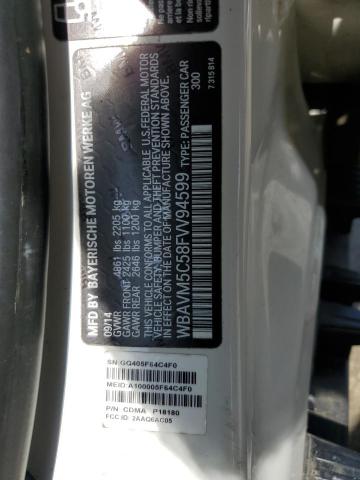 MFD BY BAYERISCHE MOTOREN WERKE AG
09/14
GVWR 4861 lbs 2205 kg
GAWR FRONT 2425 lbs 1100 kg
GAWR REAR 2646 lbs 1200 kg
THIS VEHICLE CONFORMS TO ALL APPLICABLE U.S. FEDERAL MOTOR
VEHICLE SAFETY, BUMPER, AND THEFT PREVENTION STANDARDS IN
EFFECT ON THE DATE OF MANUFACTURE SHOWN ABOVE.
WBAVM5C58FVV94599 TYPE: PASSENGER CAR
300
7 315 814
SN:GQ405F64C4F0
MEID:A100005F64C4F0
P/N CDMA P18180
FCC ID: 2AAQ6AC05